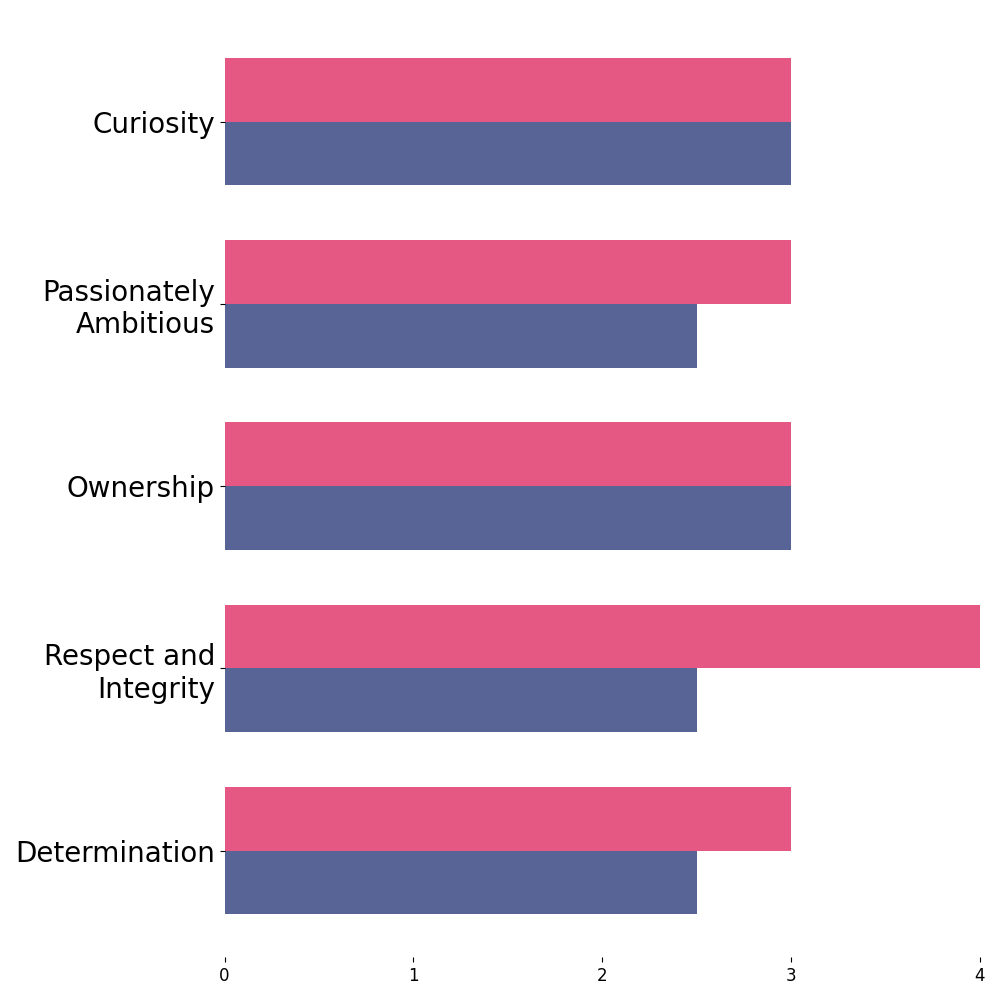 Curiosity
Passionately
Ambitious
Ownership
Respect and
Integrity
Determination
0 1 2 3 4